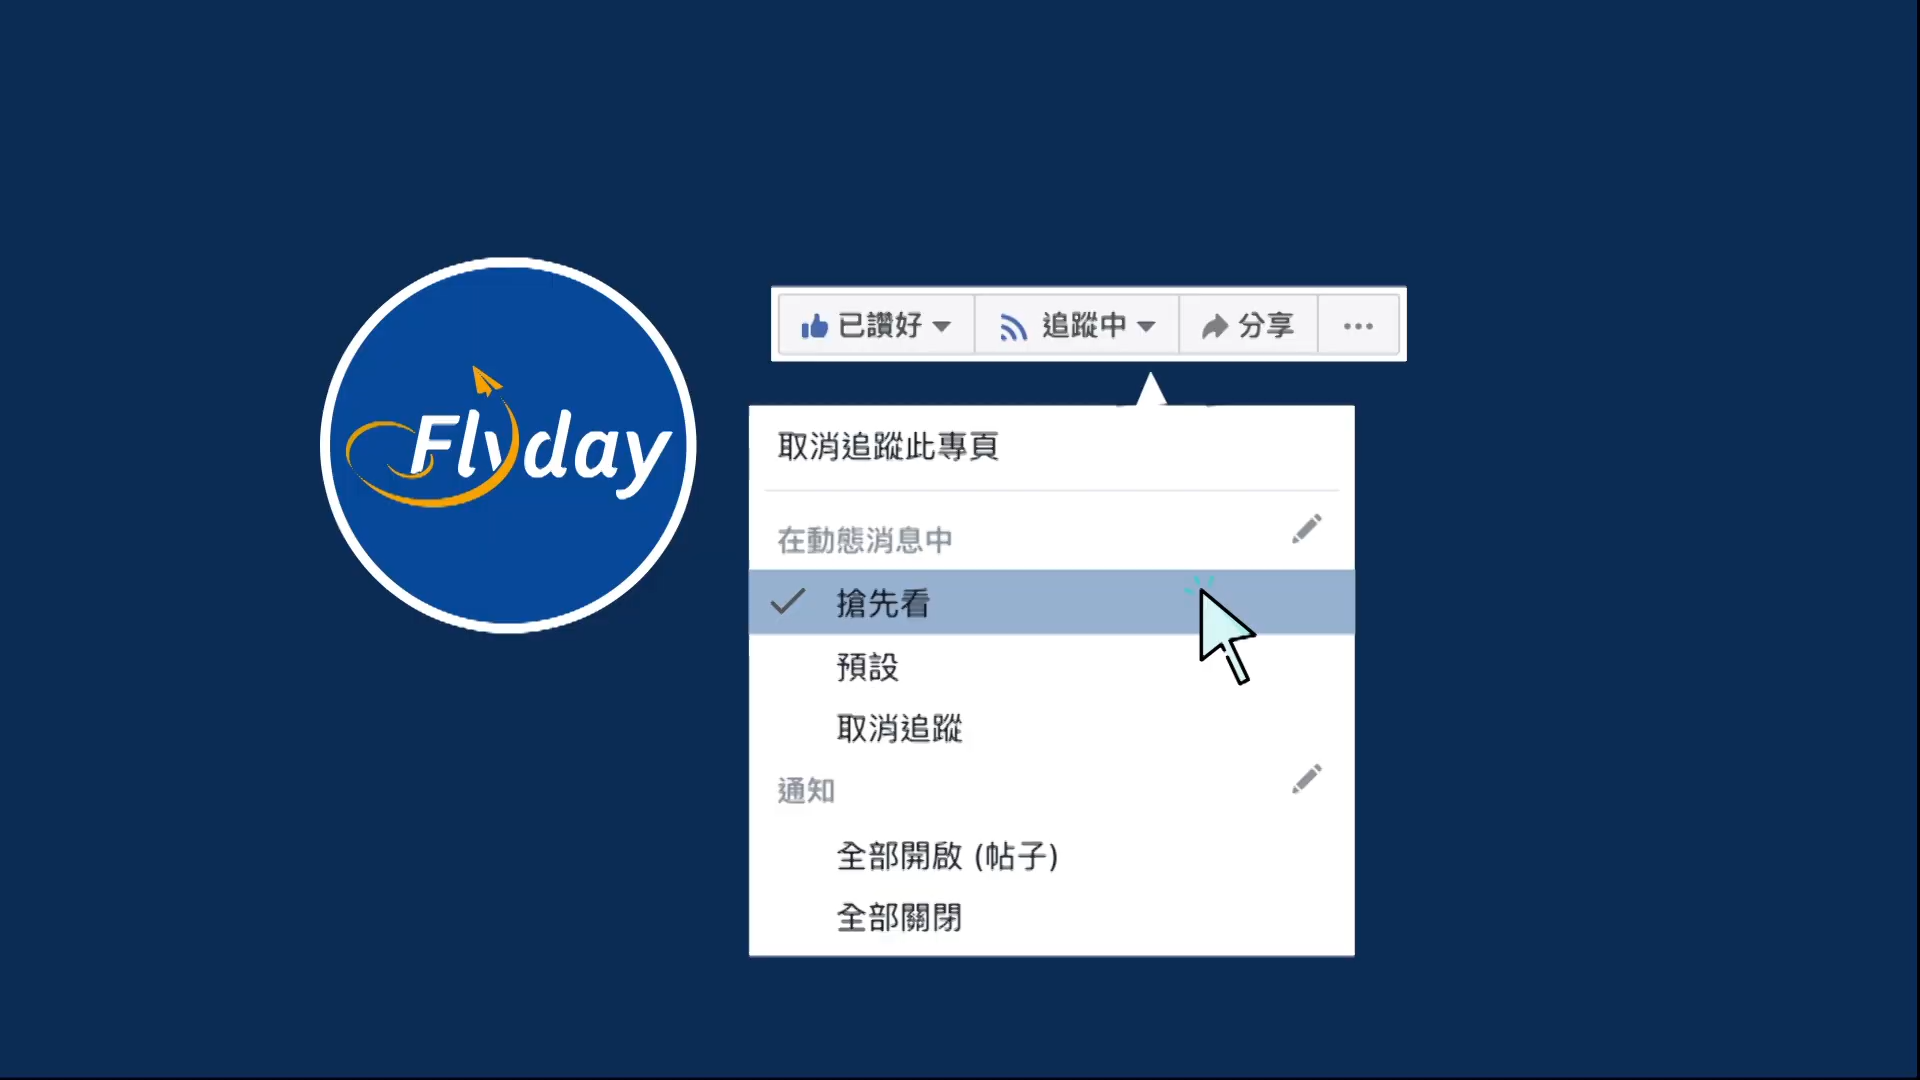 Flyday
已讚好 追蹤中 分享 ...
取消追蹤此專頁
在動態消息中
搶先看
預設
取消追蹤
通知
全部開啟 (帖子)
全部關閉